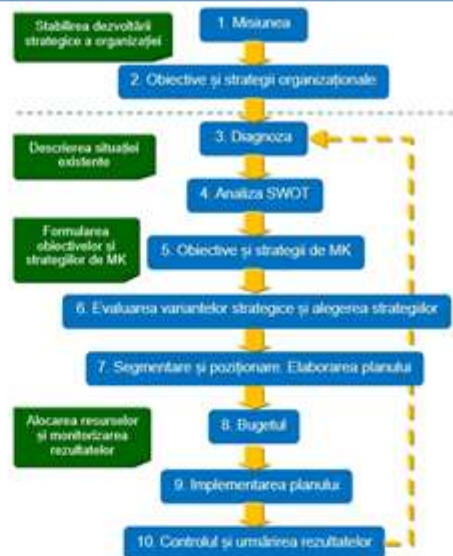 Stabilirea dezvoltării
strategice a organizației
1. Misiunea
2. Obiective și strategii organizaționale
Descrierea situației
existente
3. Diagnoza
4. Analiza SWOT
Formularea
obiectivelor și
strategiilor de MK
5. Obiective și strategii de MK
6. Evaluarea variantelor strategice și alegerea strategiilor
7. Segmentare și poziționare. Elaborarea planului
Alocarea resurselor
și monitorizarea
rezultatelor
8. Bugetul
9. Implementarea planului
10. Controlul și urmărirea rezultatelor